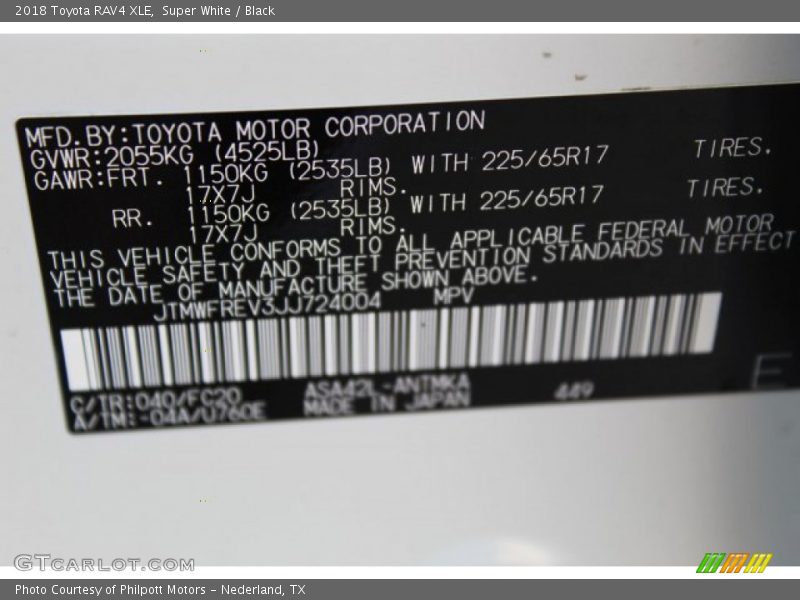 2018 Toyota RAV4 XLE, Super White / Black
MFD.BY:TOYOTA MOTOR CORPORATION
GVWR:2055KG (4525LB)
GAWR:FRT. 1150KG (2535LB) WITH 225/65R17 TIRES.
17X7J RIMS.
RR. 1150KG (2535LB) WITH 225/65R17 TIRES.
17X7J RIMS.
THIS VEHICLE CONFORMS TO ALL APPLICABLE FEDERAL MOTOR
VEHICLE SAFETY AND THEFT PREVENTION STANDARDS IN EFFECT
THE DATE OF MANUFACTURE SHOWN ABOVE.
JTMWFREV3JJ724004 MPV
C/TR:040/FC20 ASA42L-ANTMKA 449
A/TM:-04A/U760E MADE IN JAPAN
E
GTCARLOT.COM
Photo Courtesy of Philpott Motors - Nederland, TX